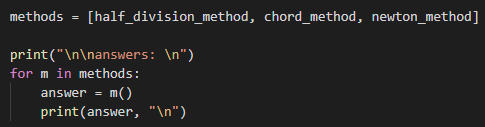 methods = [half_division_method, chord_method, newton_method]
print("\n\nanswers: \n")
for m in methods:
    answer = m()
    print(answer, "\n")